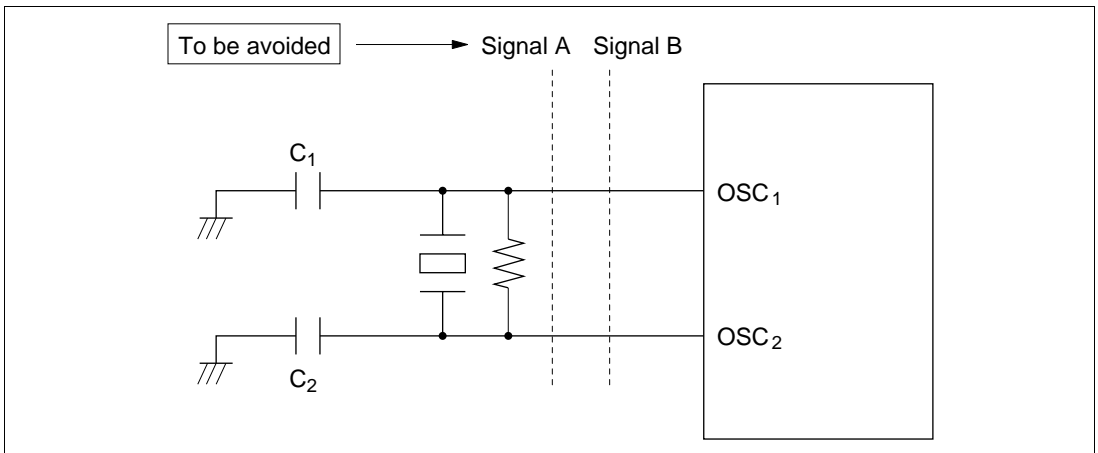 To be avoided
Signal A
Signal B
C1
OSC1
OSC2
C2